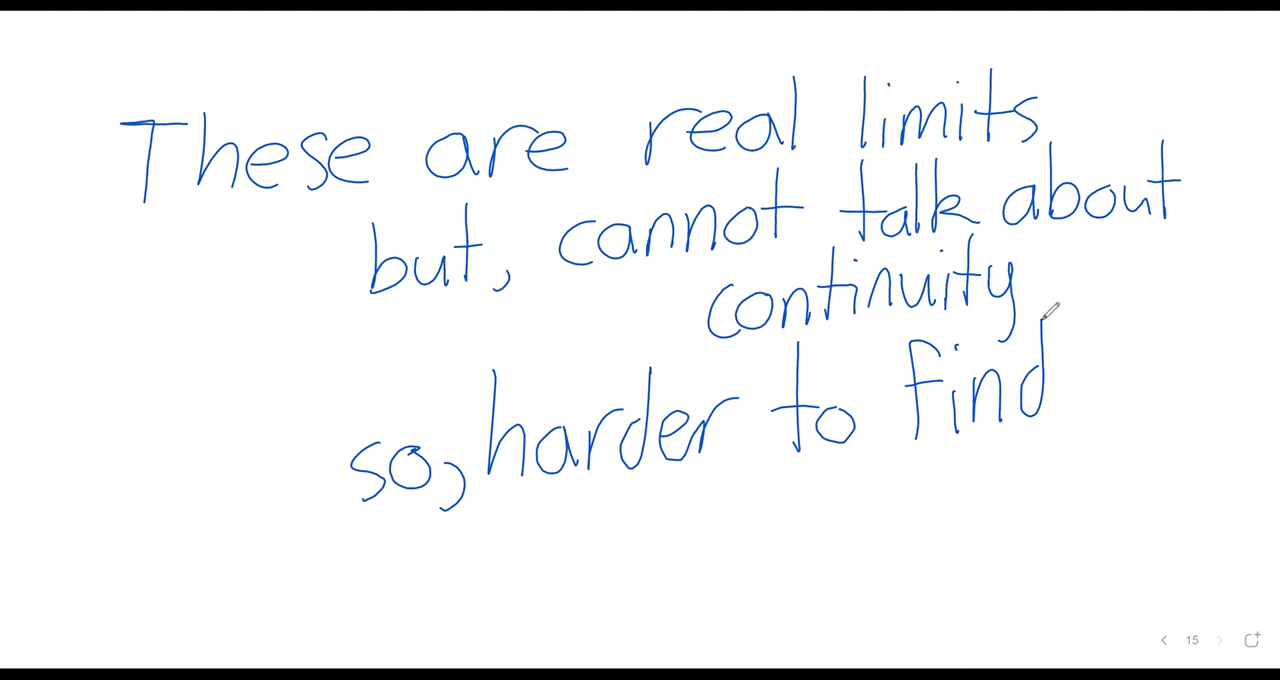 These are real limits
but, cannot talk about
continuity
so, harder to find
15